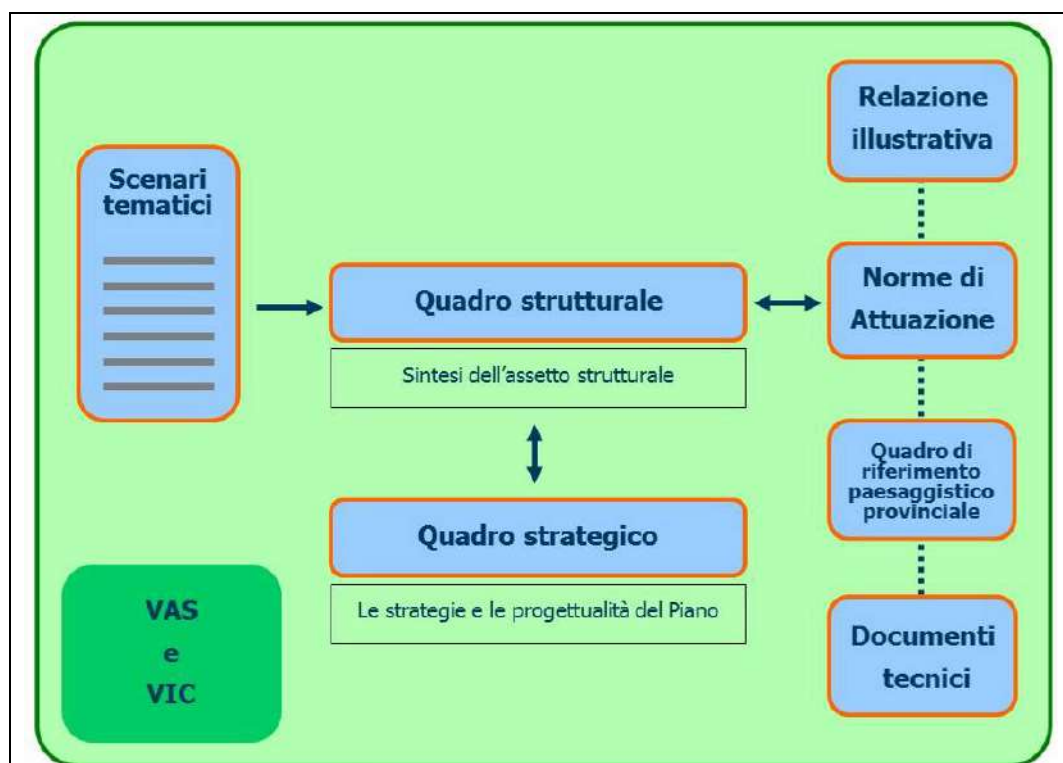 Scenari
tematici
Quadro strutturale
Sintesi dell'assetto strutturale
Quadro strategico
Le strategie e le progettualità del Piano
VAS
e
VIC
Relazione
illustrativa
Norme di
Attuazione
Quadro di
riferimento
paesaggistico
provinciale
Documenti
tecnici